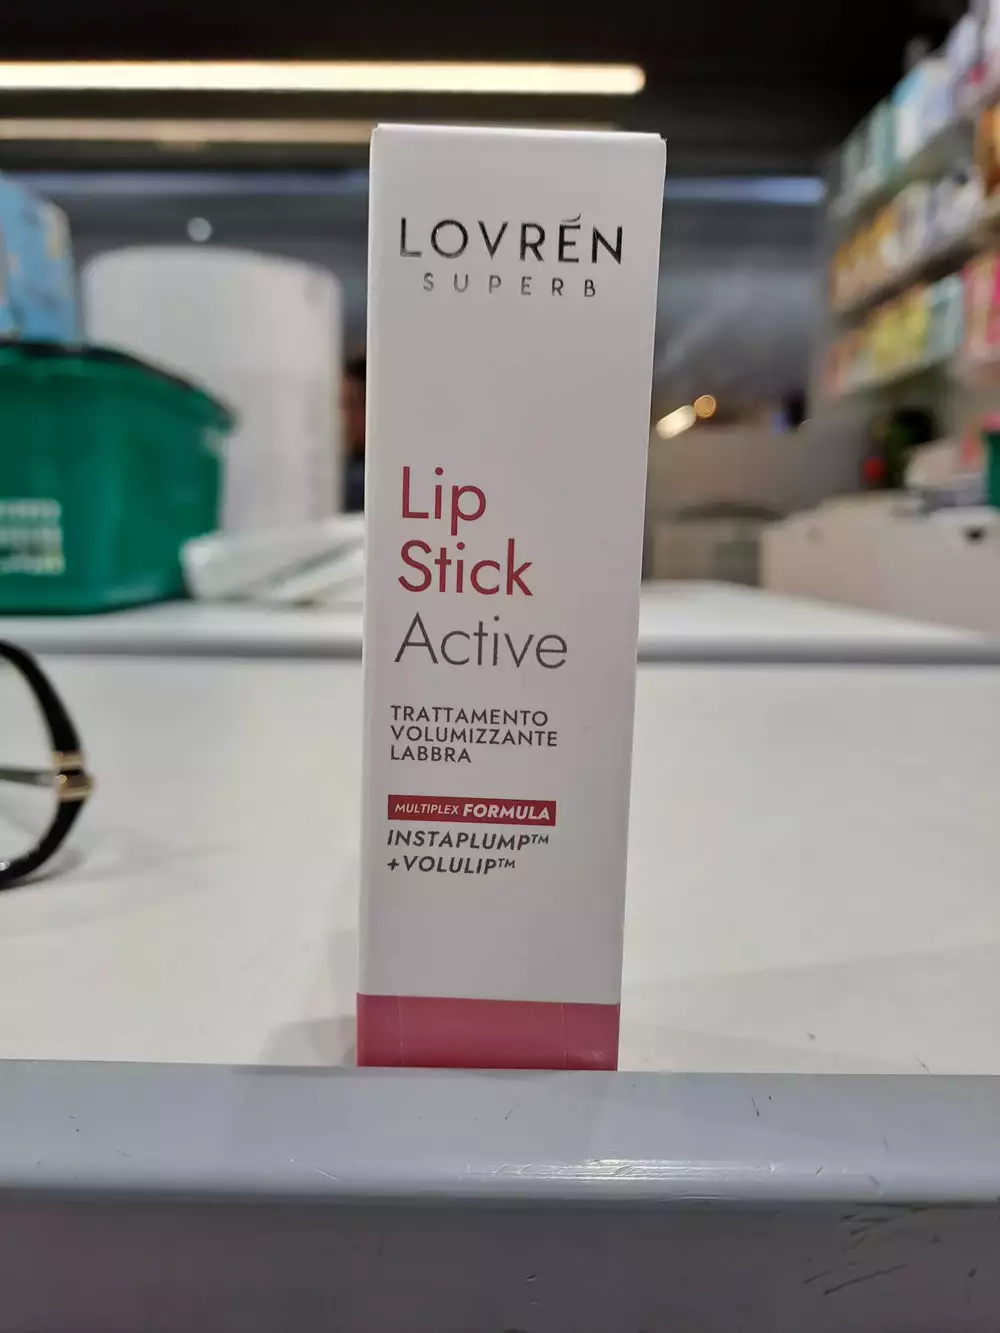 LOVRÉN
SUPERB
Lip
Stick
Active
TRATTAMENTO
VOLUMIZZANTE
LABBRA
MULTIPLEX FORMULA
INSTAPLUMP™
+VOLULIP™